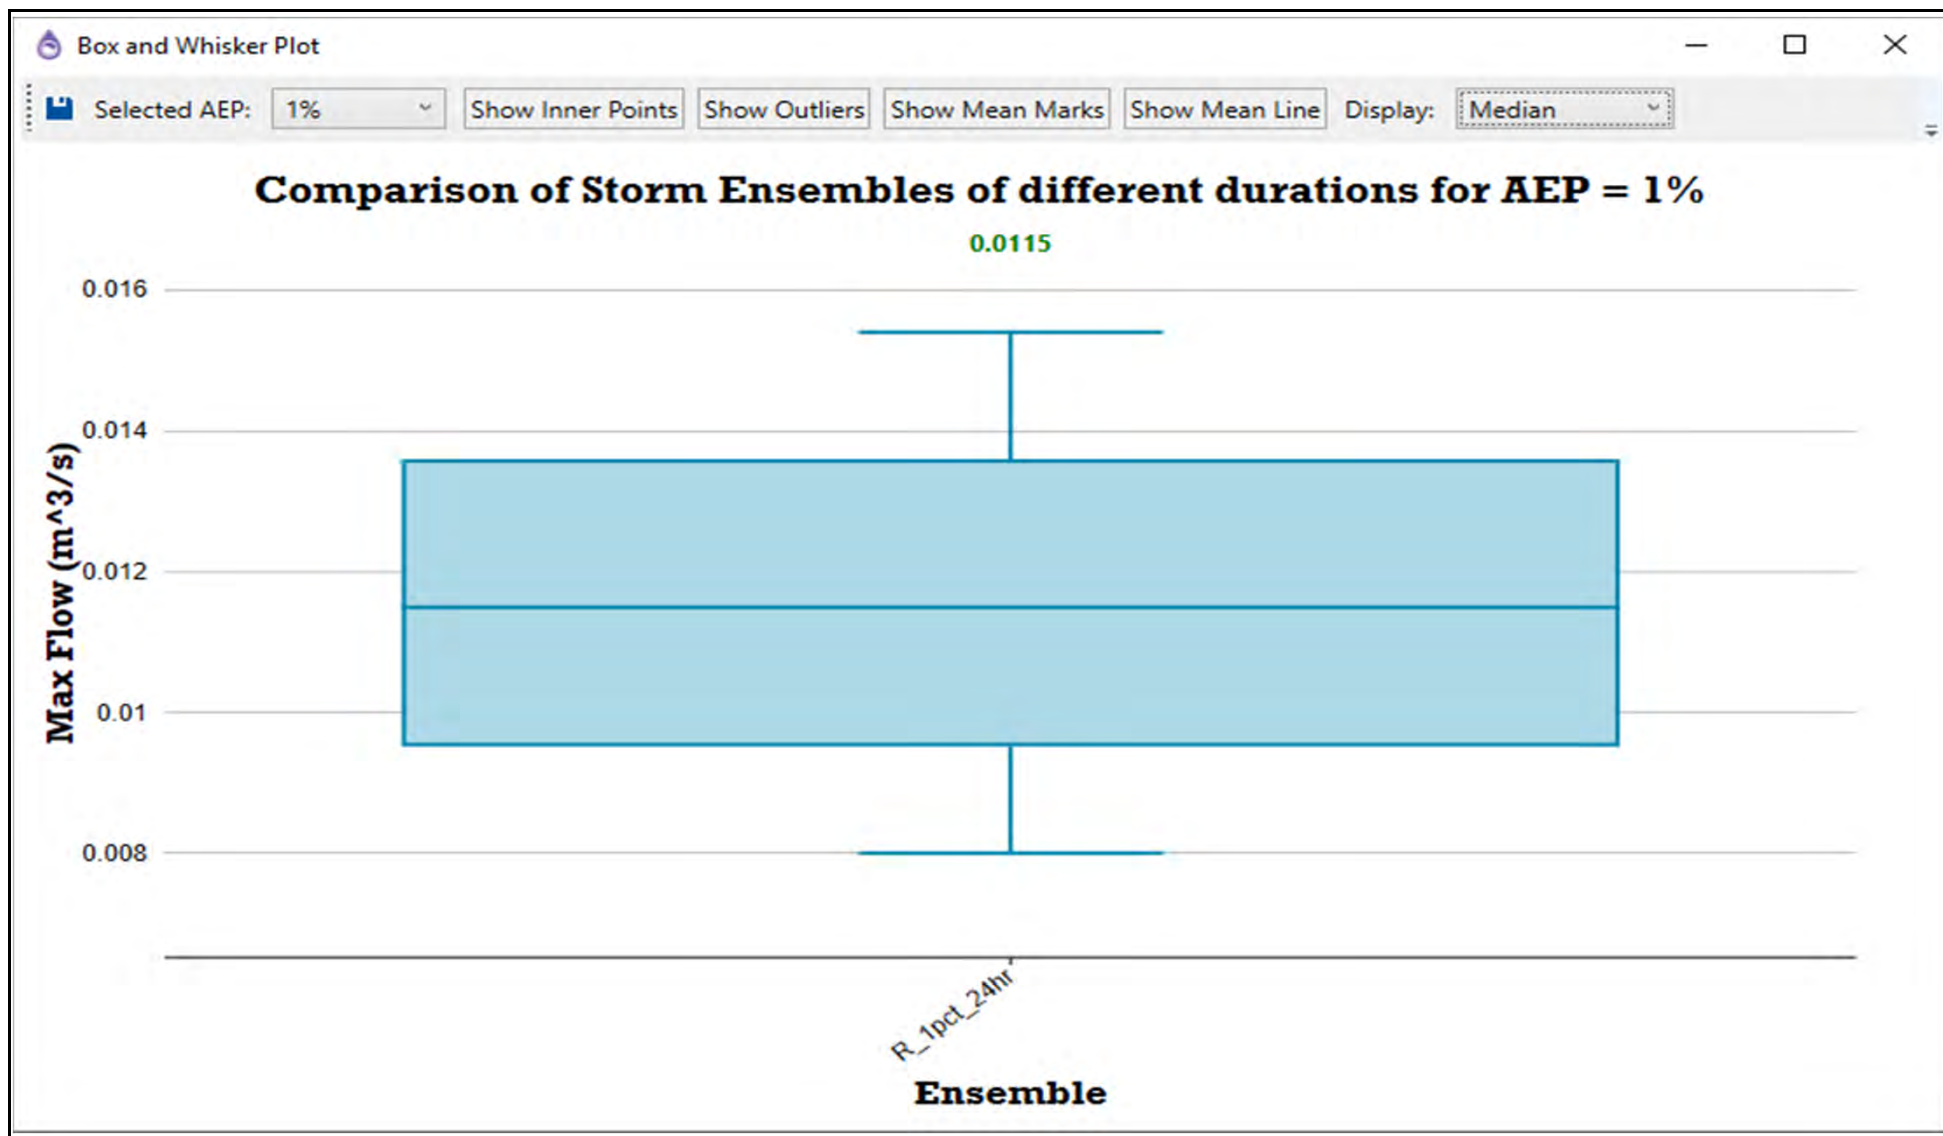 Box and Whisker Plot
Selected AEP: 1% Show Inner Points Show Outliers Show Mean Marks Show Mean Line Display: Median
Comparison of Storm Ensembles of different durations for AEP = 1%
0.0115
0.016
0.014
0.012
0.01
0.008
Max Flow (m^3/s)
R_1pct_24hr
Ensemble